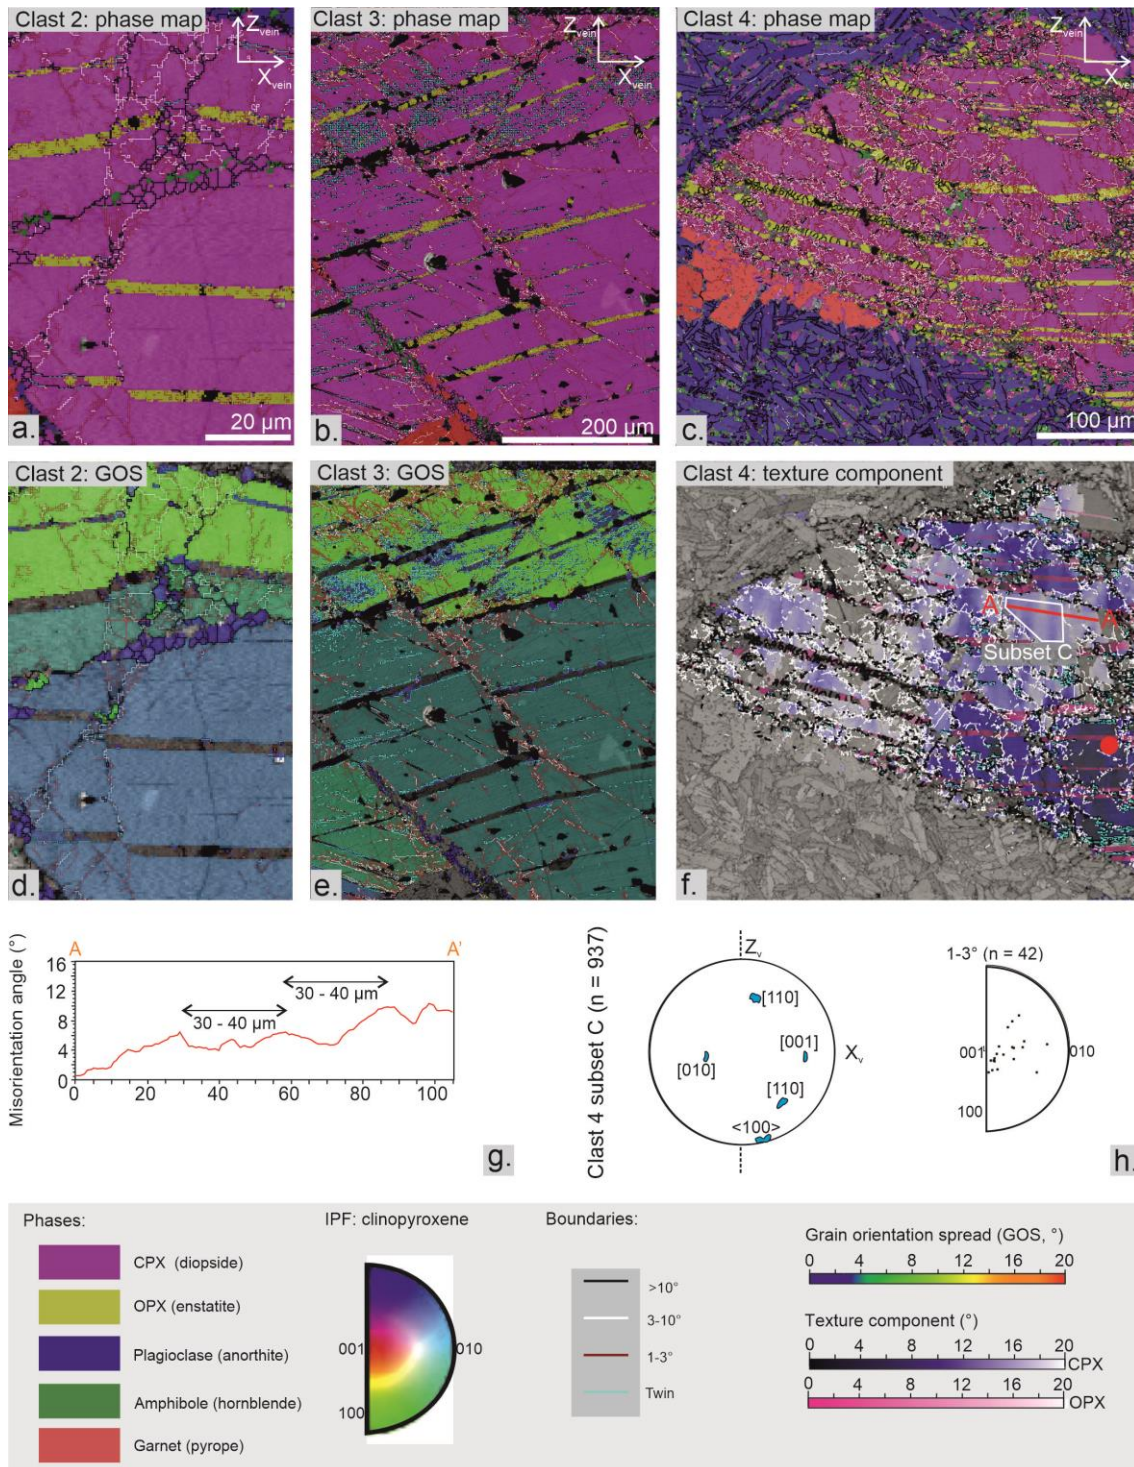 Clast 2: phase map
Clast 3: phase map
Clast 4: phase map
Zvein
Xvein
Zvein
Xvein
Zvein
Xvein
a.
20 µm
b.
200 µm
c.
100 µm
Clast 2: GOS
Clast 3: GOS
Clast 4: texture component
A
A'
Subset C
d.
e.
f.
Misorientation angle (°)
A
A'
16
12
8
4
0
30 - 40 µm
30 - 40 µm
0
20
40
60
80
100
g.
Clast 4 subset C (n = 937)
Zv
Xv
[110]
[001]
[010]
[110]
<100>
1-3° (n = 42)
001
010
100
h.
Phases:
CPX (diopside)
OPX (enstatite)
Plagioclase (anorthite)
Amphibole (hornblende)
Garnet (pyrope)
IPF: clinopyroxene
001
010
100
Boundaries:
>10°
3-10°
1-3°
Twin
Grain orientation spread (GOS, °)
0 4 8 12 16 20
Texture component (°)
0 4 8 12 16 20
CPX
0 4 8 12 16 20
OPX